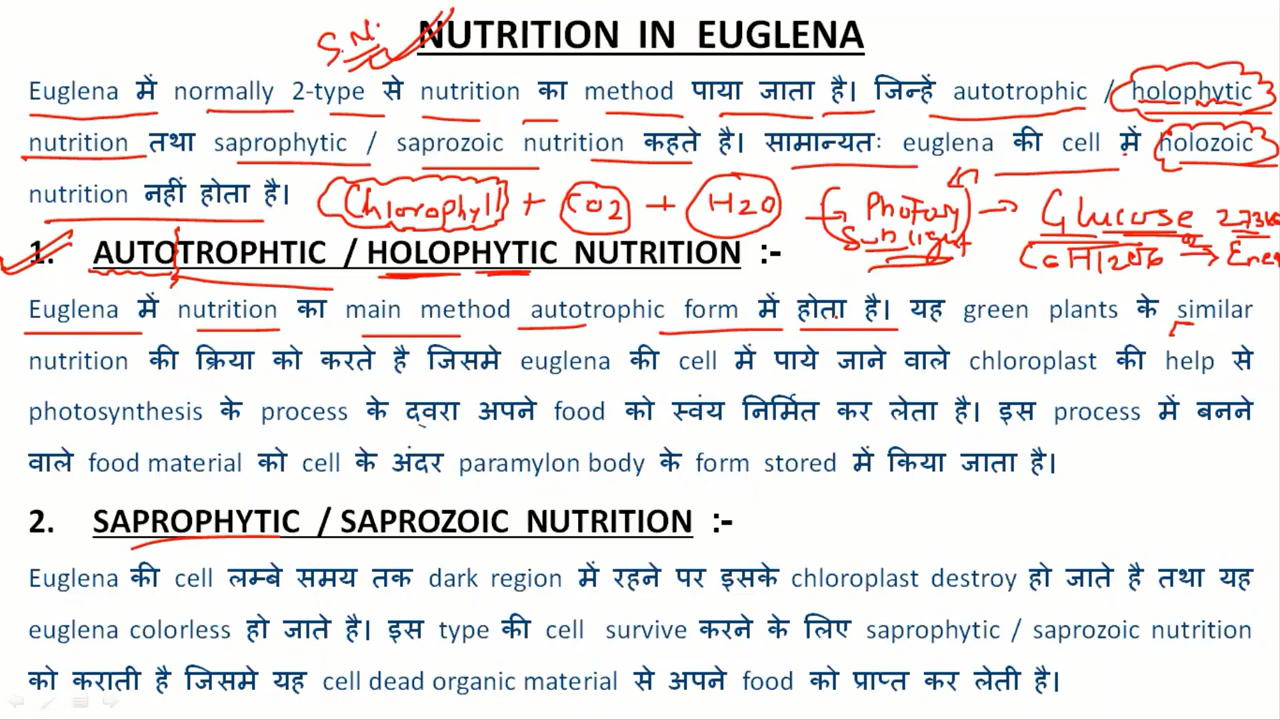 S.N.
NUTRITION IN EUGLENA
Euglena में normally 2-type से nutrition का method पाया जाता है। जिन्हें autotrophic / holophytic
nutrition तथा saprophytic / saprozoic nutrition कहते है। सामान्यतः euglena की cell में holozoic
nutrition नहीं होता है।
Chlorophyll + CO2 + H2O → Glucose
Sun light C6H12O6 →
1. AUTOTROPHTIC / HOLOPHYTIC NUTRITION :-
Euglena में nutrition का main method autotrophic form में होता है। यह green plants के similar
nutrition की क्रिया को करते है जिसमे euglena की cell में पाये जाने वाले chloroplast की help से
photosynthesis के process के दवरा अपने food को स्वंय निर्मित कर लेता है। इस process में बनने
वाले food material को cell के अंदर paramylon body के form stored में किया जाता है।
2. SAPROPHYTIC / SAPROZOIC NUTRITION :-
Euglena की cell लम्बे समय तक dark region में रहने पर इसके chloroplast destroy हो जाते है तथा यह
euglena colorless हो जाते है। इस type की cell survive करने के लिए saprophytic / saprozoic nutrition
को कराती है जिसमे यह cell dead organic material से अपने food को प्राप्त कर लेती है।